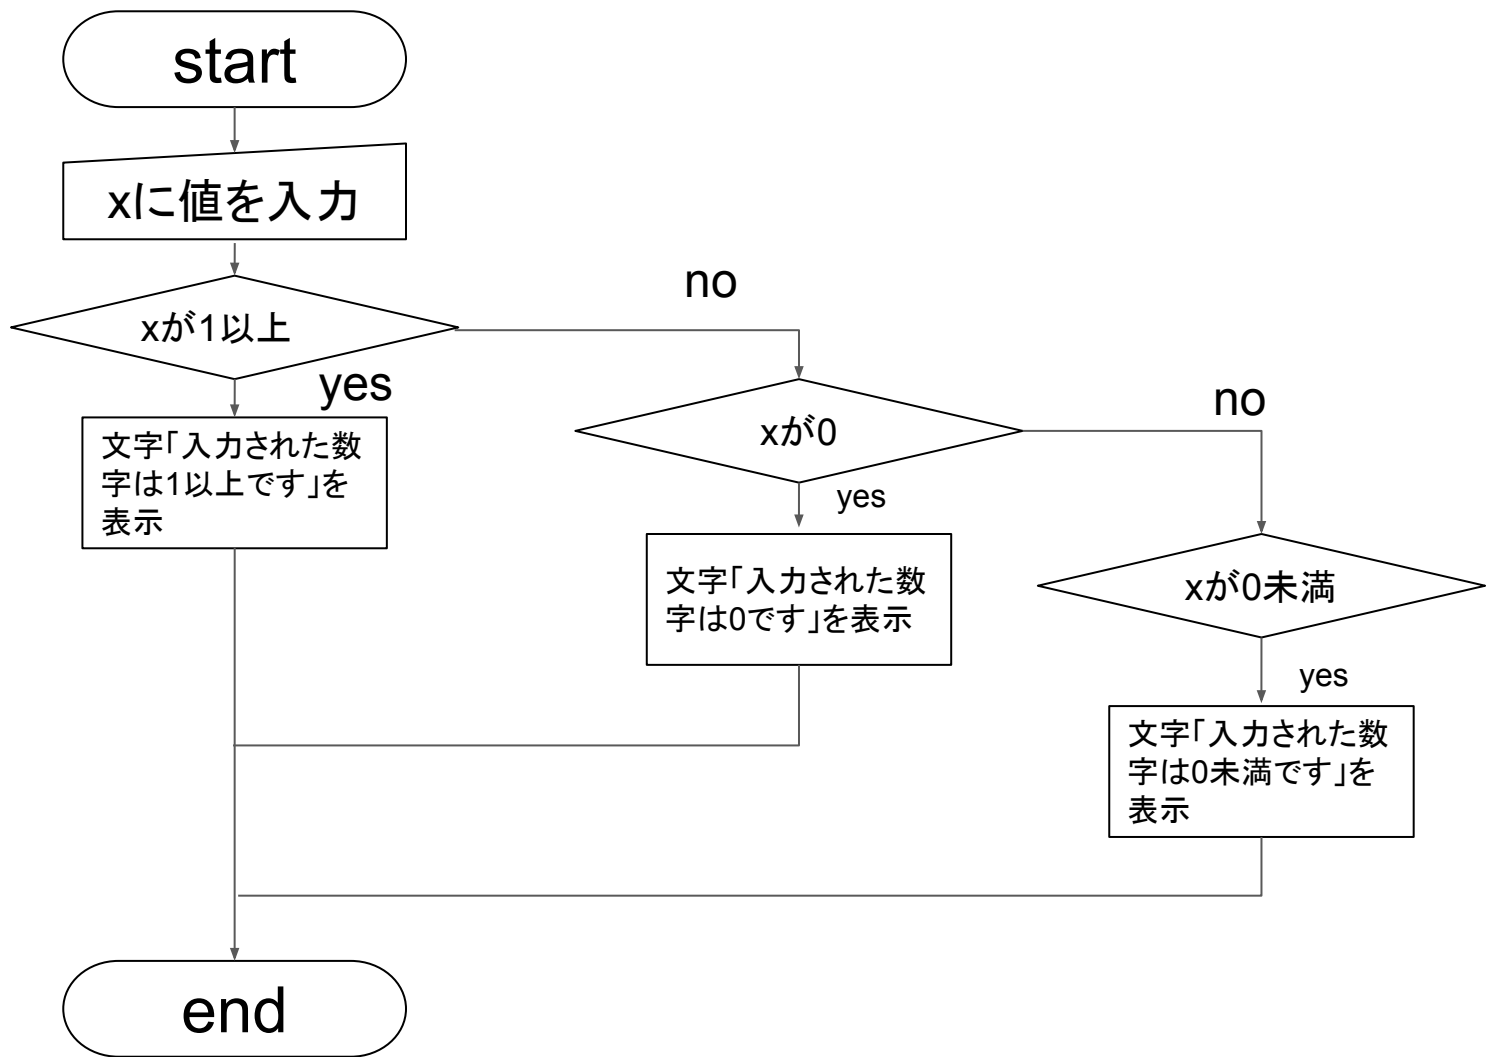 start
xに値を入力
no
xが1以上
yes
文字「入力された数
字は1以上です」を
表示
no
xが0
yes
文字「入力された数
字は0です」を表示
xが0未満
yes
文字「入力された数
字は0未満です」を
表示
end